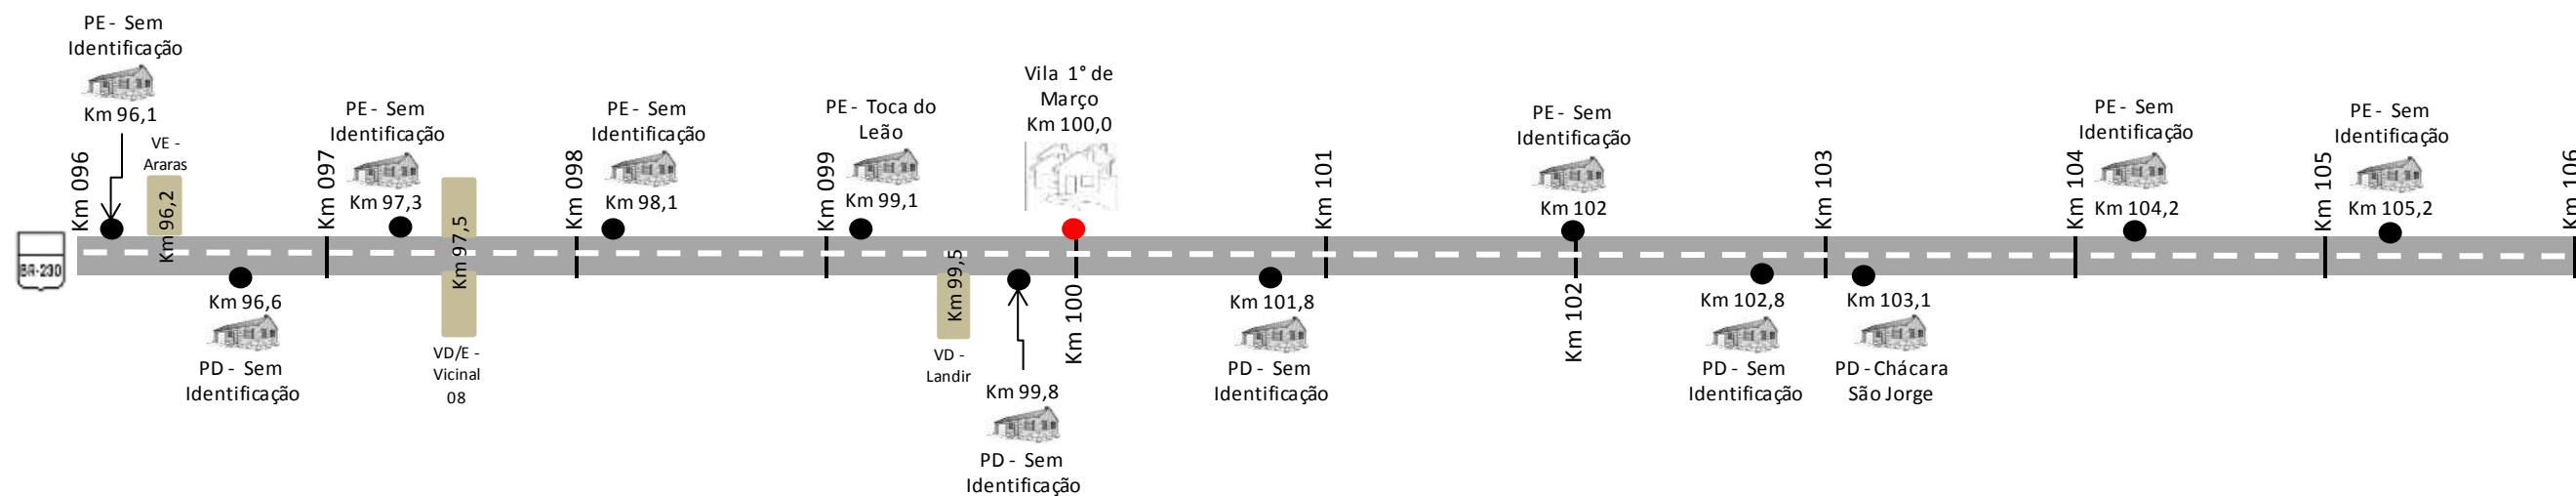 PE - Sem
Identificação
Km 96,1
VE -
Araras
Km 096
Km 96,2
BR-230
Km 96,6
PD - Sem
Identificação
Km 097
PE - Sem
Identificação
Km 97,3
Km 97,5
VD/E -
Vicinal
08
Km 098
PE - Sem
Identificação
Km 98,1
Km 099
PE - Toca do
Leão
Km 99,1
Km 99,5
VD -
Landir
Km 99,8
PD - Sem
Identificação
Vila 1° de
Março
Km 100,0
Km 100
Km 101,8
PD - Sem
Identificação
Km 101
PE - Sem
Identificação
Km 102
Km 102
Km 102,8
PD - Sem
Identificação
Km 103
Km 103,1
PD - Chácara
São Jorge
Km 104
PE - Sem
Identificação
Km 104,2
Km 105
PE - Sem
Identificação
Km 105,2
Km 106